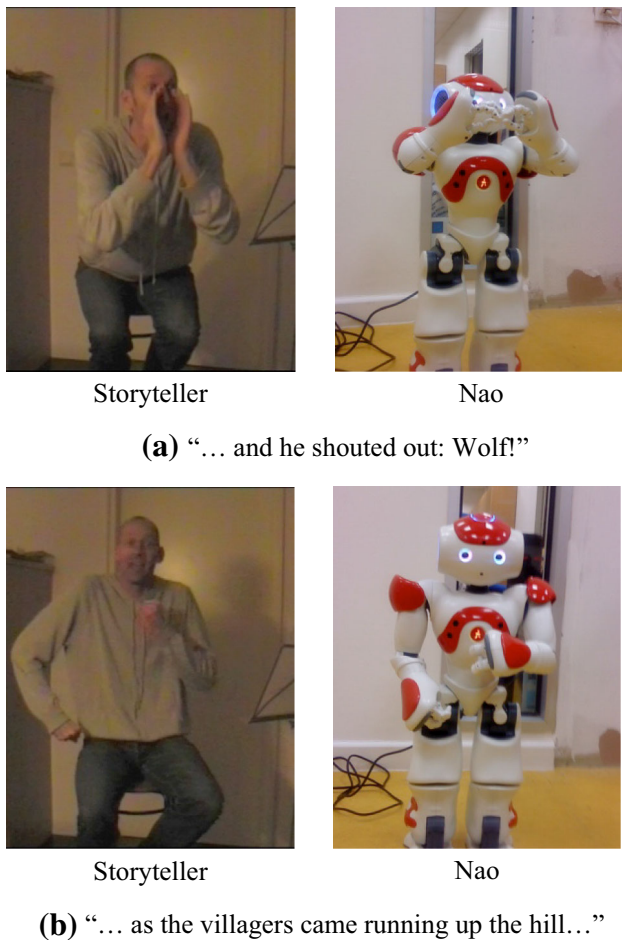 Storyteller Nao
(a) “... and he shouted out: Wolf!”
Storyteller Nao
(b) “... as the villagers came running up the hill...”